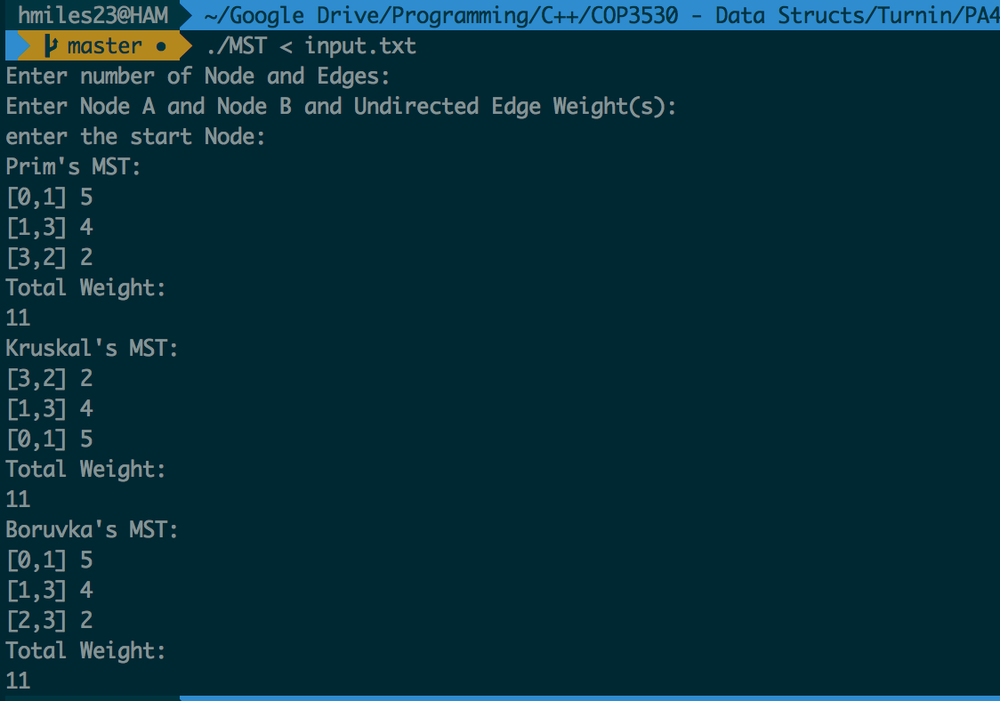 hmiles23@HAM ~/Google Drive/Programming/C++/COP3530 - Data Structs/Turnin/PA4
master ● ./MST < input.txt
Enter number of Node and Edges:
Enter Node A and Node B and Undirected Edge Weight(s):
enter the start Node:
Prim's MST:
[0,1] 5
[1,3] 4
[3,2] 2
Total Weight:
11
Kruskal's MST:
[3,2] 2
[1,3] 4
[0,1] 5
Total Weight:
11
Boruvka's MST:
[0,1] 5
[1,3] 4
[2,3] 2
Total Weight:
11